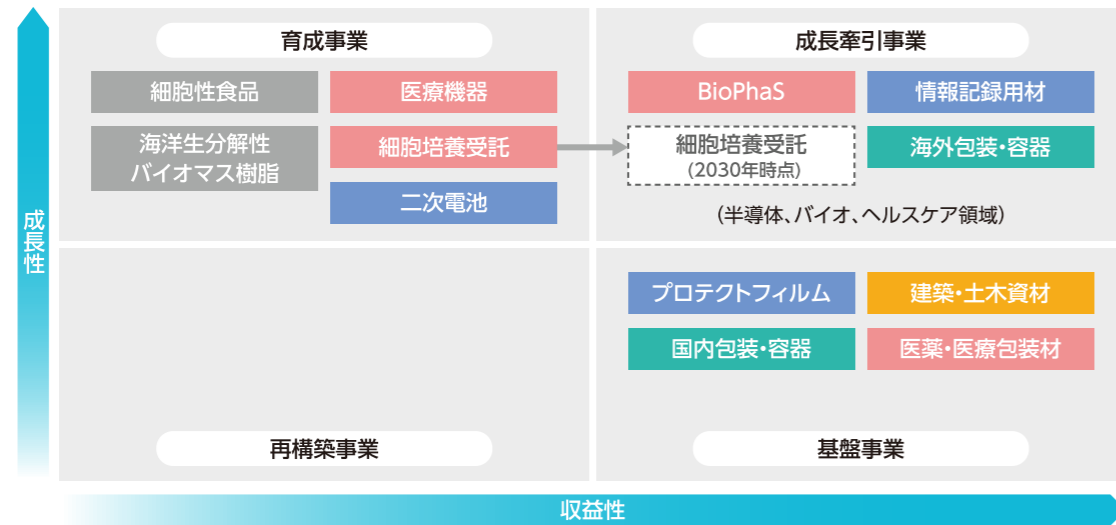 育成事業
細胞性食品
医療機器
海洋生分解性
バイオマス樹脂
細胞培養受託
二次電池
成長牽引事業
BioPhaS
情報記録用材
細胞培養受託
(2030年時点)
海外包装・容器
(半導体、バイオ、ヘルスケア領域)
成長性
再構築事業
プロテクトフィルム
建築・土木資材
国内包装・容器
医薬・医療包装材
基盤事業
収益性